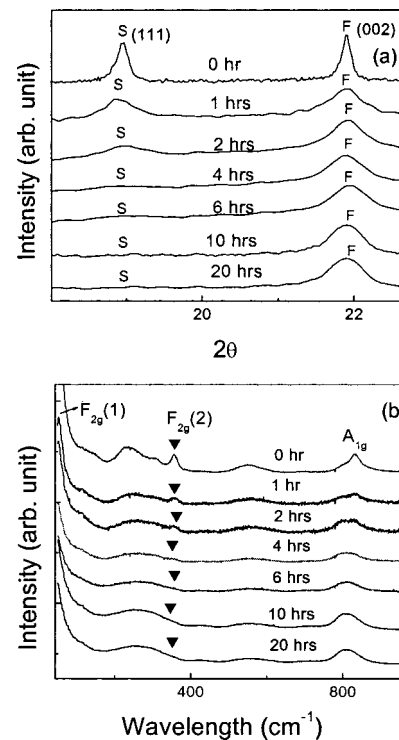 S (111) F (002)
(a)
0 hr
S F
1 hrs
S F
2 hrs
S F
4 hrs
S F
6 hrs
S F
10 hrs
S F
20 hrs
Intensity (arb. unit)
20 22
2θ
(b
F2g(1) F2g(2) A1g
0 hr
1 hr
2 hrs
4 hrs
6 hrs
10 hrs
20 hrs
Intensity (arb. unit)
400 800
Wavelength (cm-1)